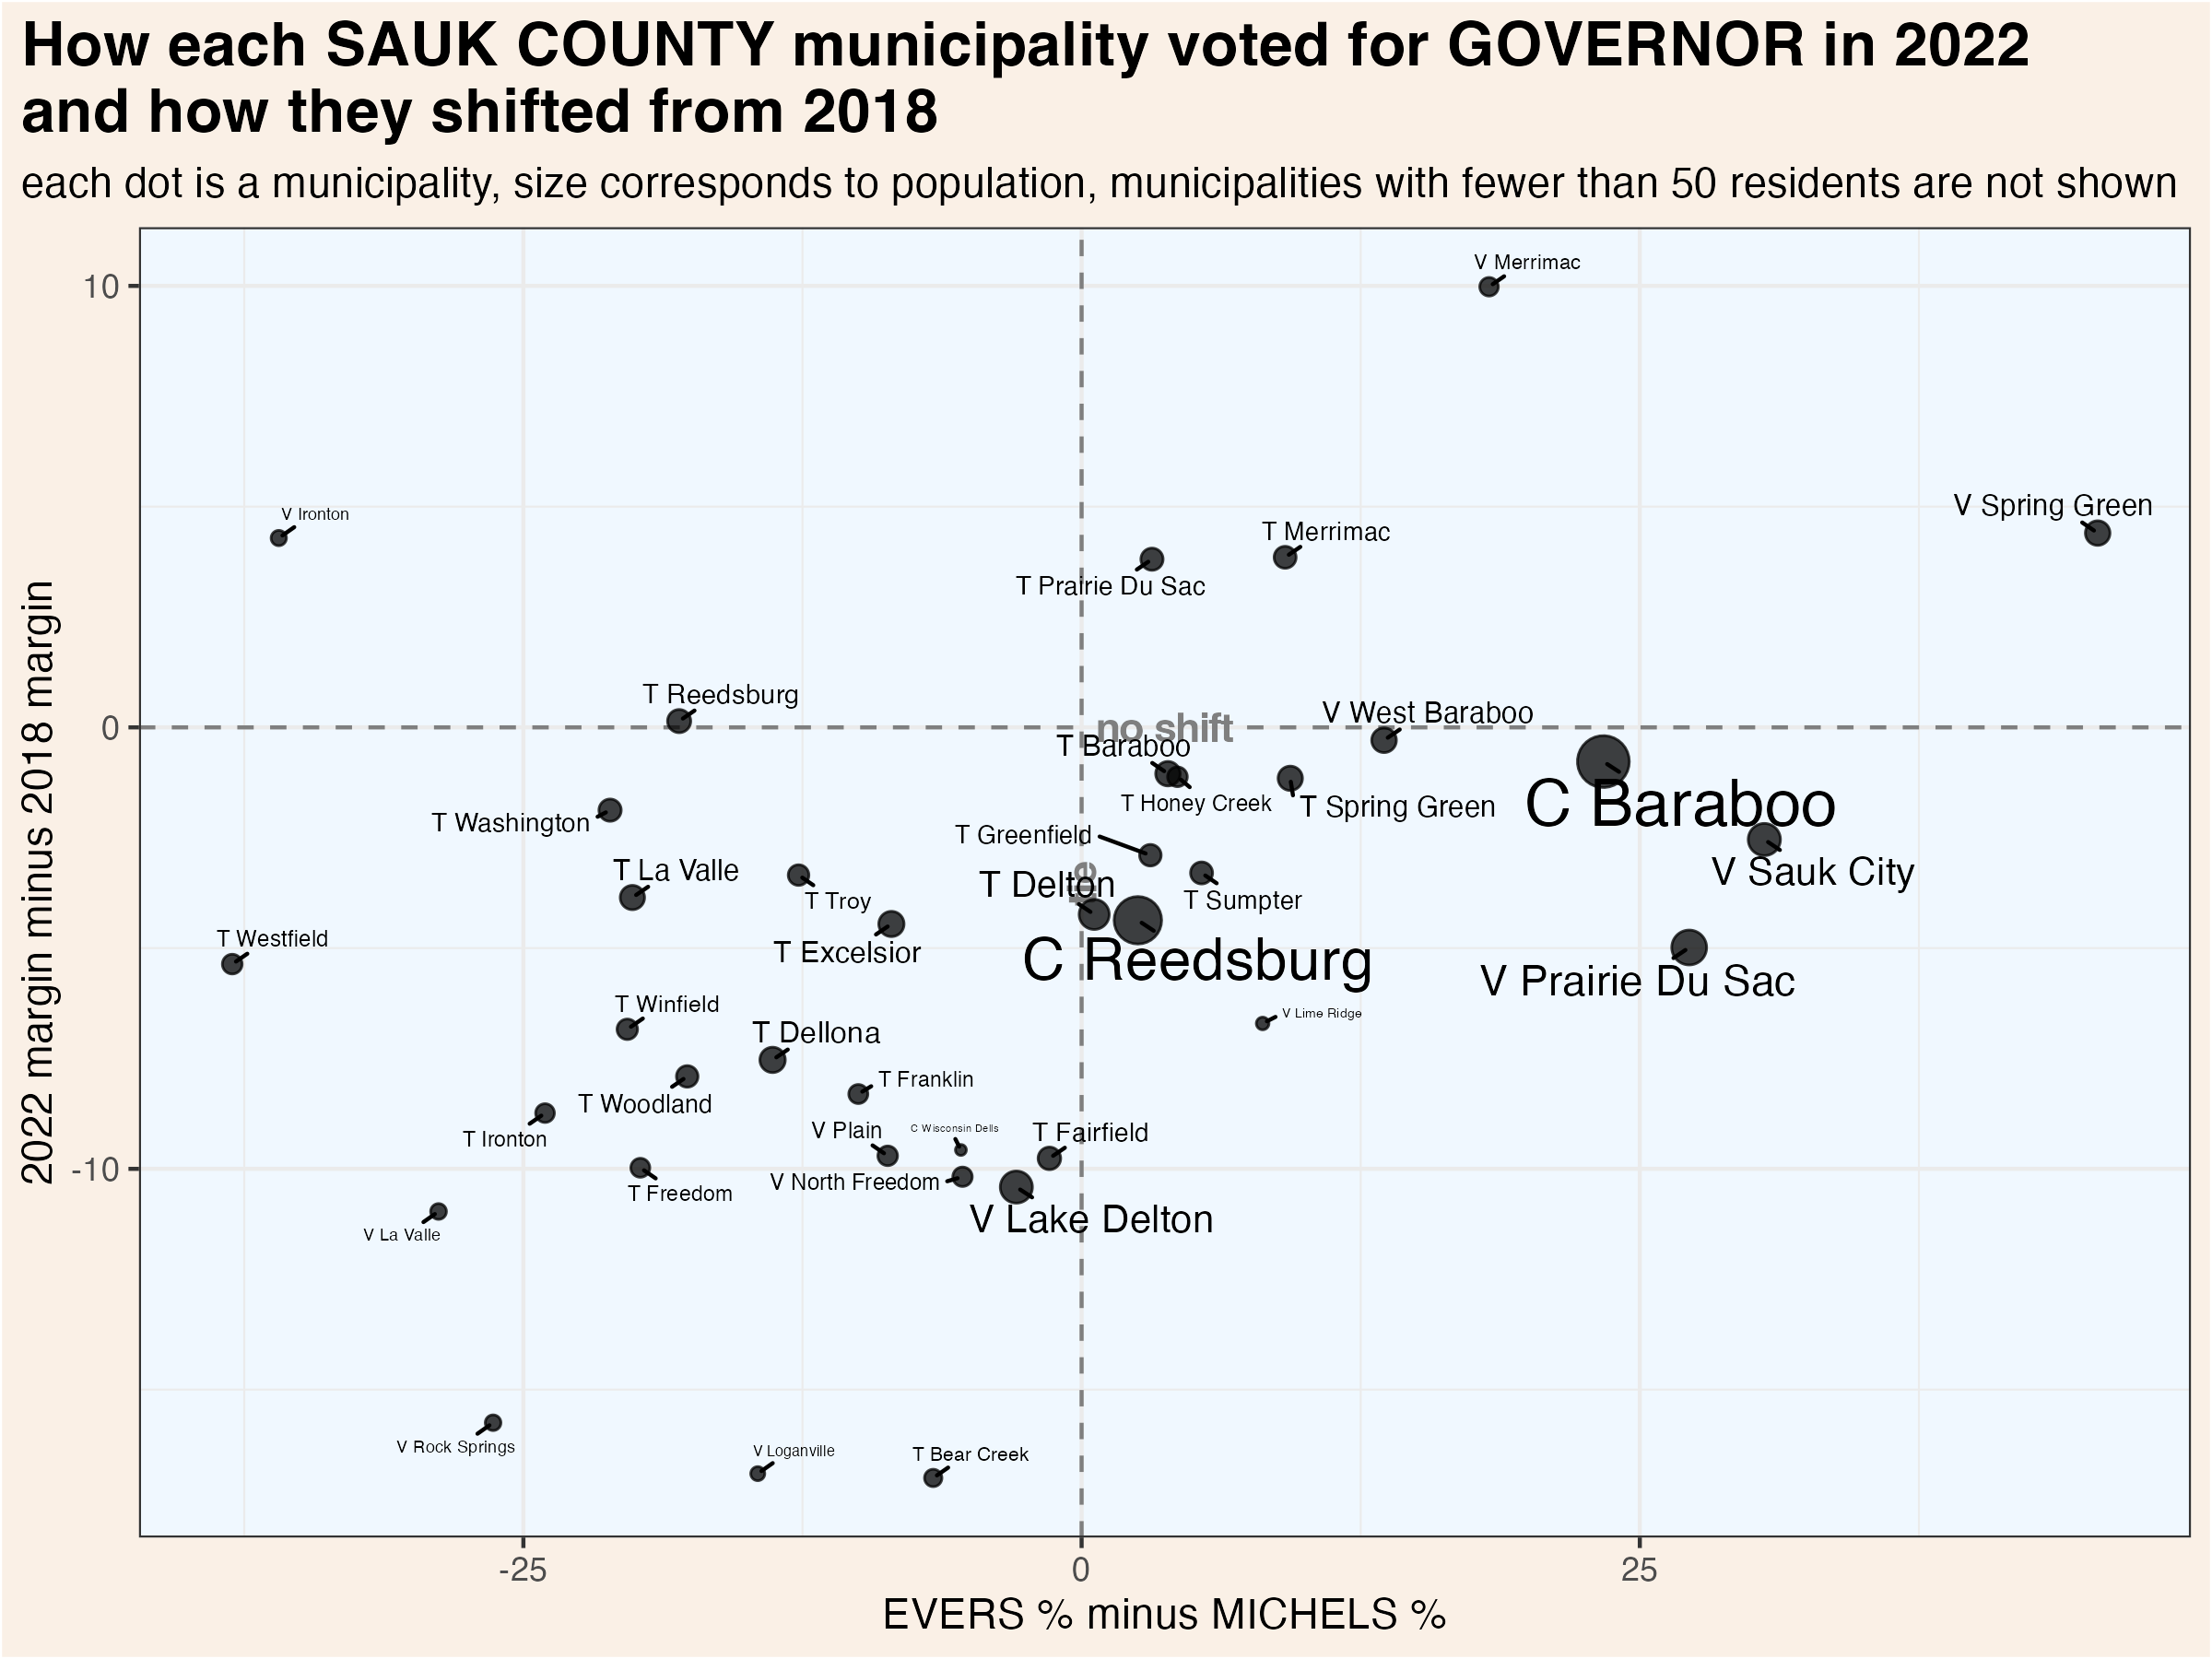 How each SAUK COUNTY municipality voted for GOVERNOR in 2022
and how they shifted from 2018
each dot is a municipality, size corresponds to population, municipalities with fewer than 50 residents are not shown
2022 margin minus 2018 margin
10
0
-10
V Merrimac
V Spring Green
V Ironton
T Merrimac
T Prairie Du Sac
T Reedsburg
V West Baraboo
no shift
T Baraboo
T Honey Creek
T Spring Green
C Baraboo
T Washington
T Greenfield
T La Valle
V Sauk City
tie
T Delton
T Troy
T Sumpter
T Westfield
T Excelsior
C Reedsburg
V Prairie Du Sac
T Winfield
V Lime Ridge
T Dellona
T Franklin
T Woodland
V Plain
C Wisconsin Dells
T Fairfield
T Ironton
V North Freedom
T Freedom
V Lake Delton
V La Valle
V Rock Springs
V Loganville
T Bear Creek
-25
0
25
EVERS % minus MICHELS %